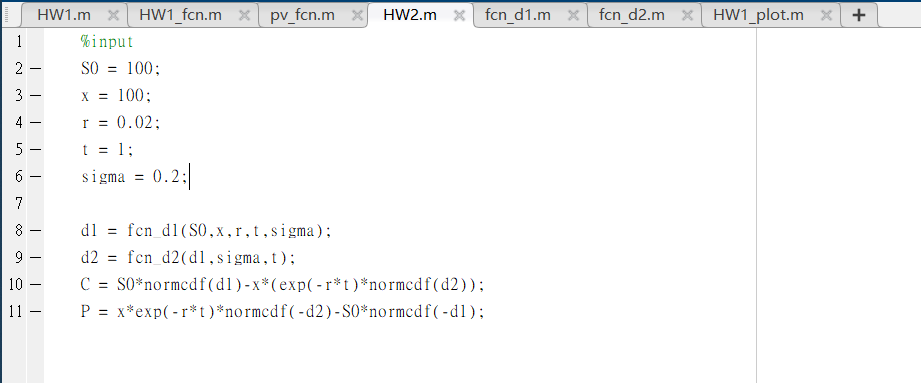 HW1.m × HW1_fcn.m × pv_fcn.m × HW2.m × fcn_d1.m × fcn_d2.m × HW1_plot.m × +
1 %input
2 — S0 = 100;
3 — x = 100;
4 — r = 0.02;
5 — t = 1;
6 — sigma = 0.2;
7
8 — d1 = fcn_d1(S0,x,r,t,sigma);
9 — d2 = fcn_d2(d1,sigma,t);
10 — C = S0*normcdf(d1)-x*(exp(-r*t)*normcdf(d2));
11 — P = x*exp(-r*t)*normcdf(-d2)-S0*normcdf(-d1);